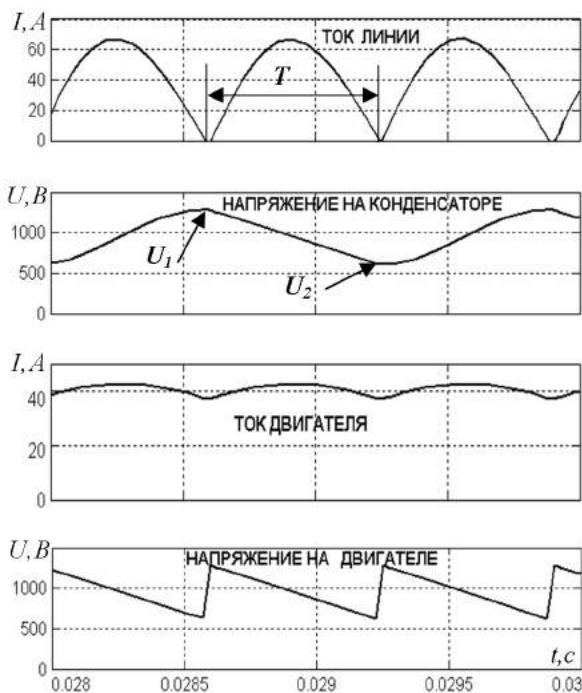 I,A
ТОК ЛИНИИ
60
40
20
0
T
U,B
НАПРЯЖЕНИЕ НА КОНДЕНСАТОРЕ
1000
500
0
U1
U2
I,A
40
20
0
ТОК ДВИГАТЕЛЯ
U,B
НАПРЯЖЕНИЕ НА ДВИГАТЕЛЕ
1000
500
0
t,c
0.028 0.0285 0.029 0.0295 0.03